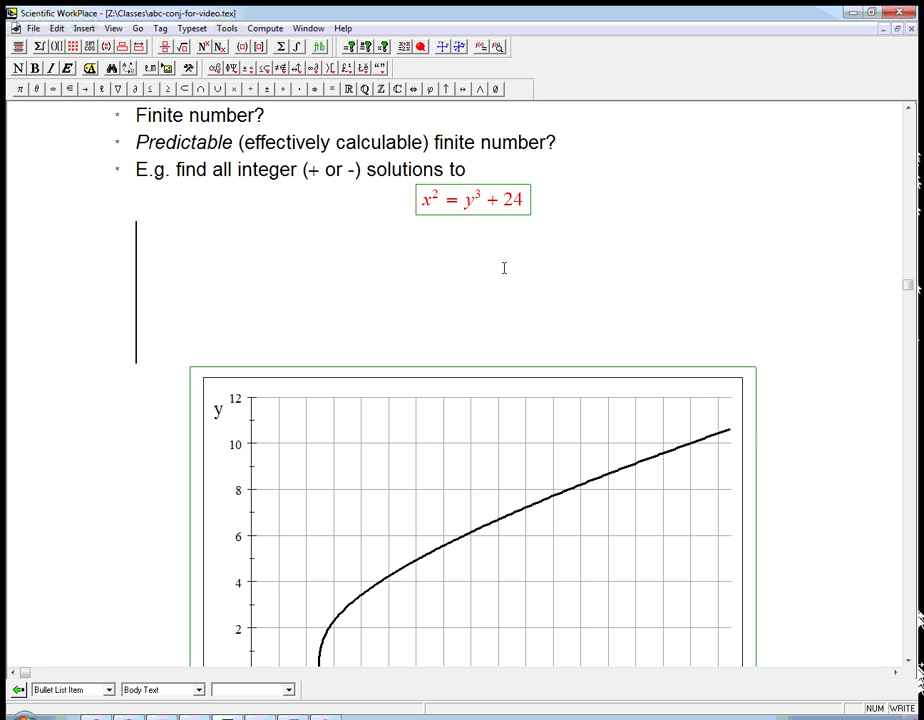 Scientific WorkPlace - [Z:\Classes\abc-conj-for-video.tex]
File Edit Insert View Go Tag Typeset Tools Compute Window Help
N B I E
π θ ∞ ∈ → ℓ ∇ ∂ ≤ ≥ ⊂ ∩ ∪ × ÷ ± ∘ · ⇒ ≈ ℝ ℚ ℤ ℂ ⇔ φ ↑ ↦ ∧ ∅
* Finite number?
* Predictable (effectively calculable) finite number?
* E.g. find all integer (+ or -) solutions to
x² = y³ + 24
y 12
10
8
6
4
2
Bullet List Item Body Text
NUM WRITE